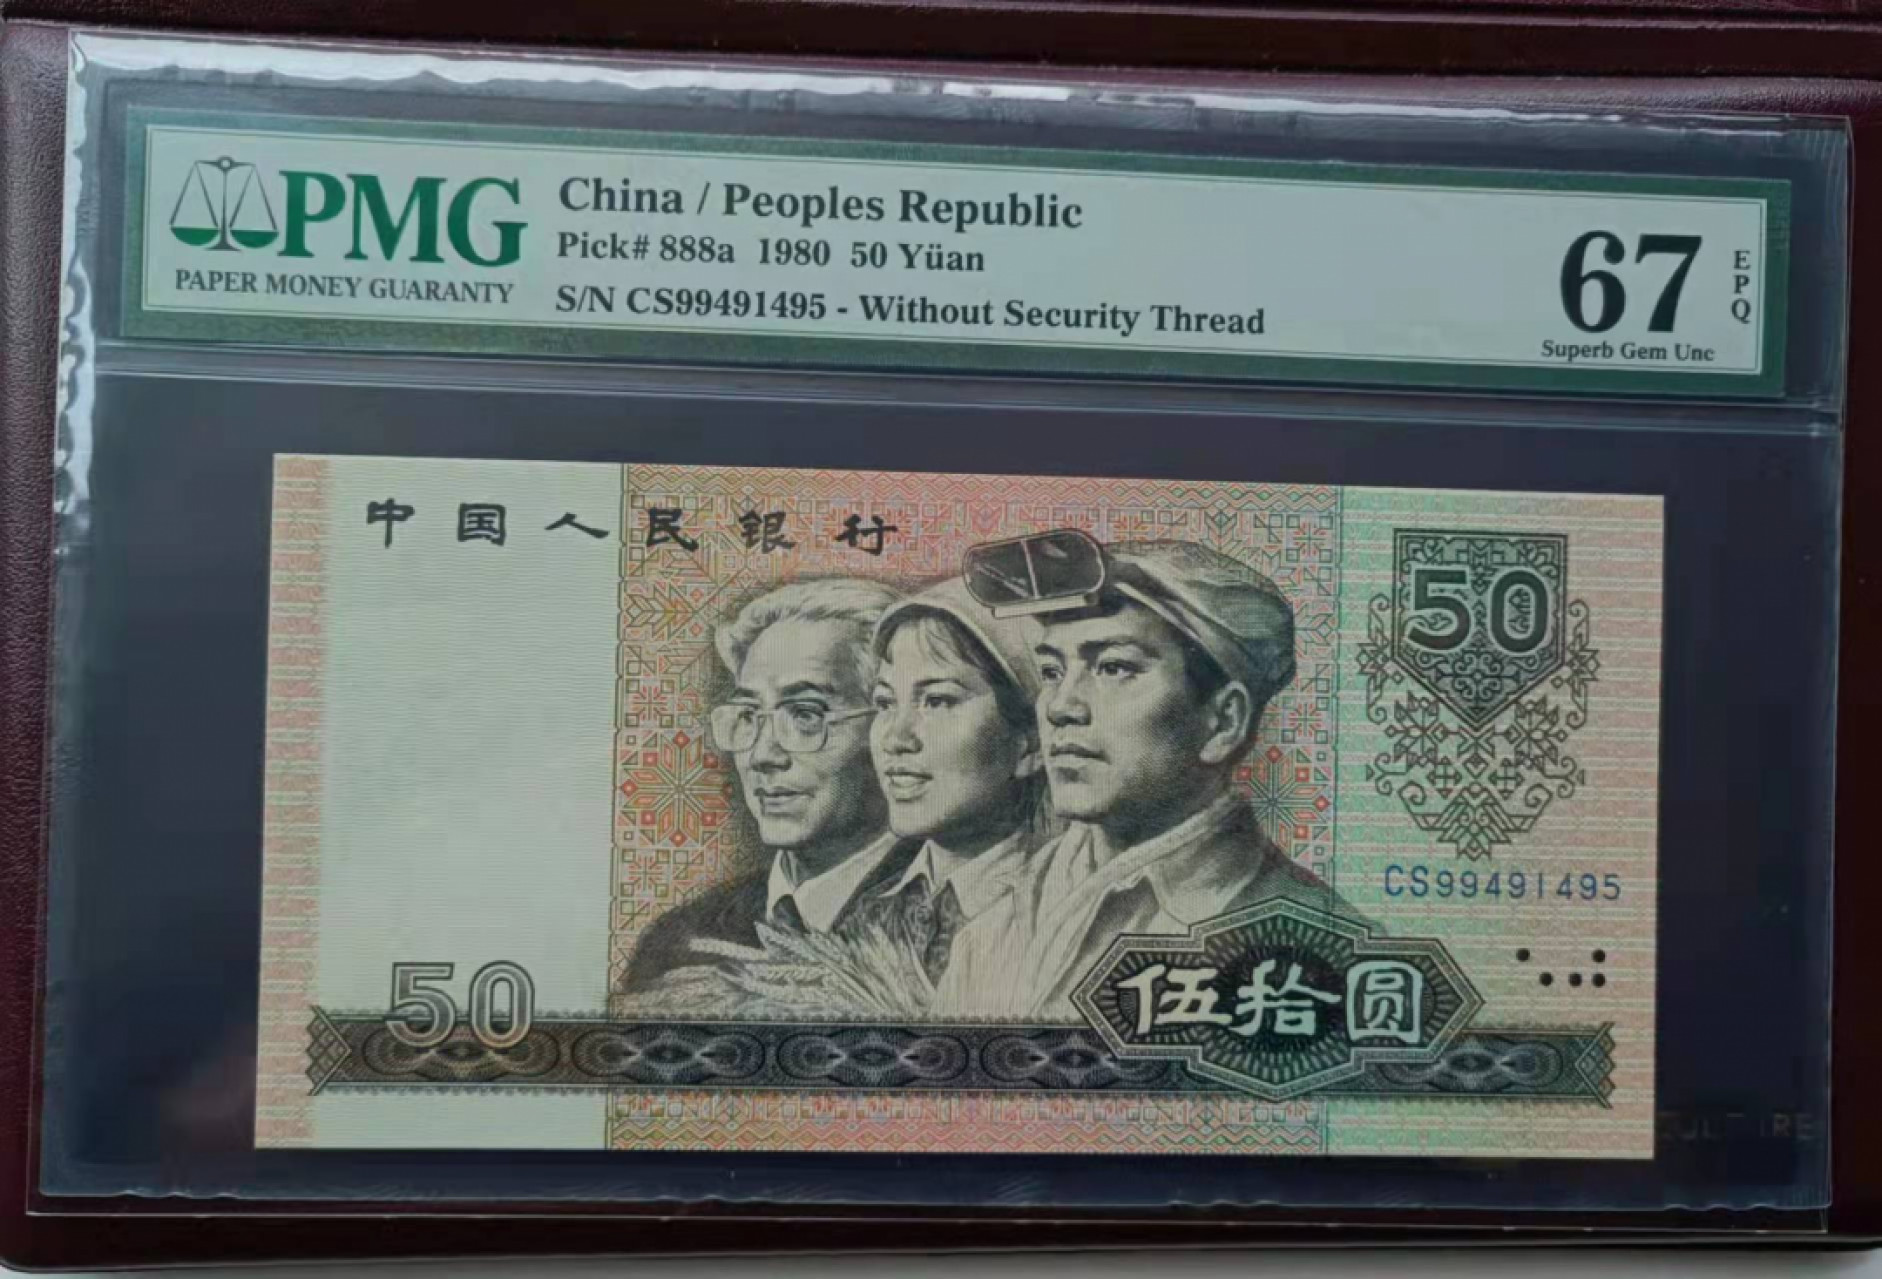 PMG
PAPER MONEY GUARANTY
China / Peoples Republic
Pick# 888a 1980 50 Yüan
S/N CS99491495 - Without Security Thread
67
EPQ
Superb Gem Unc
中国人民银行
50
CS99491495
50
伍拾圆